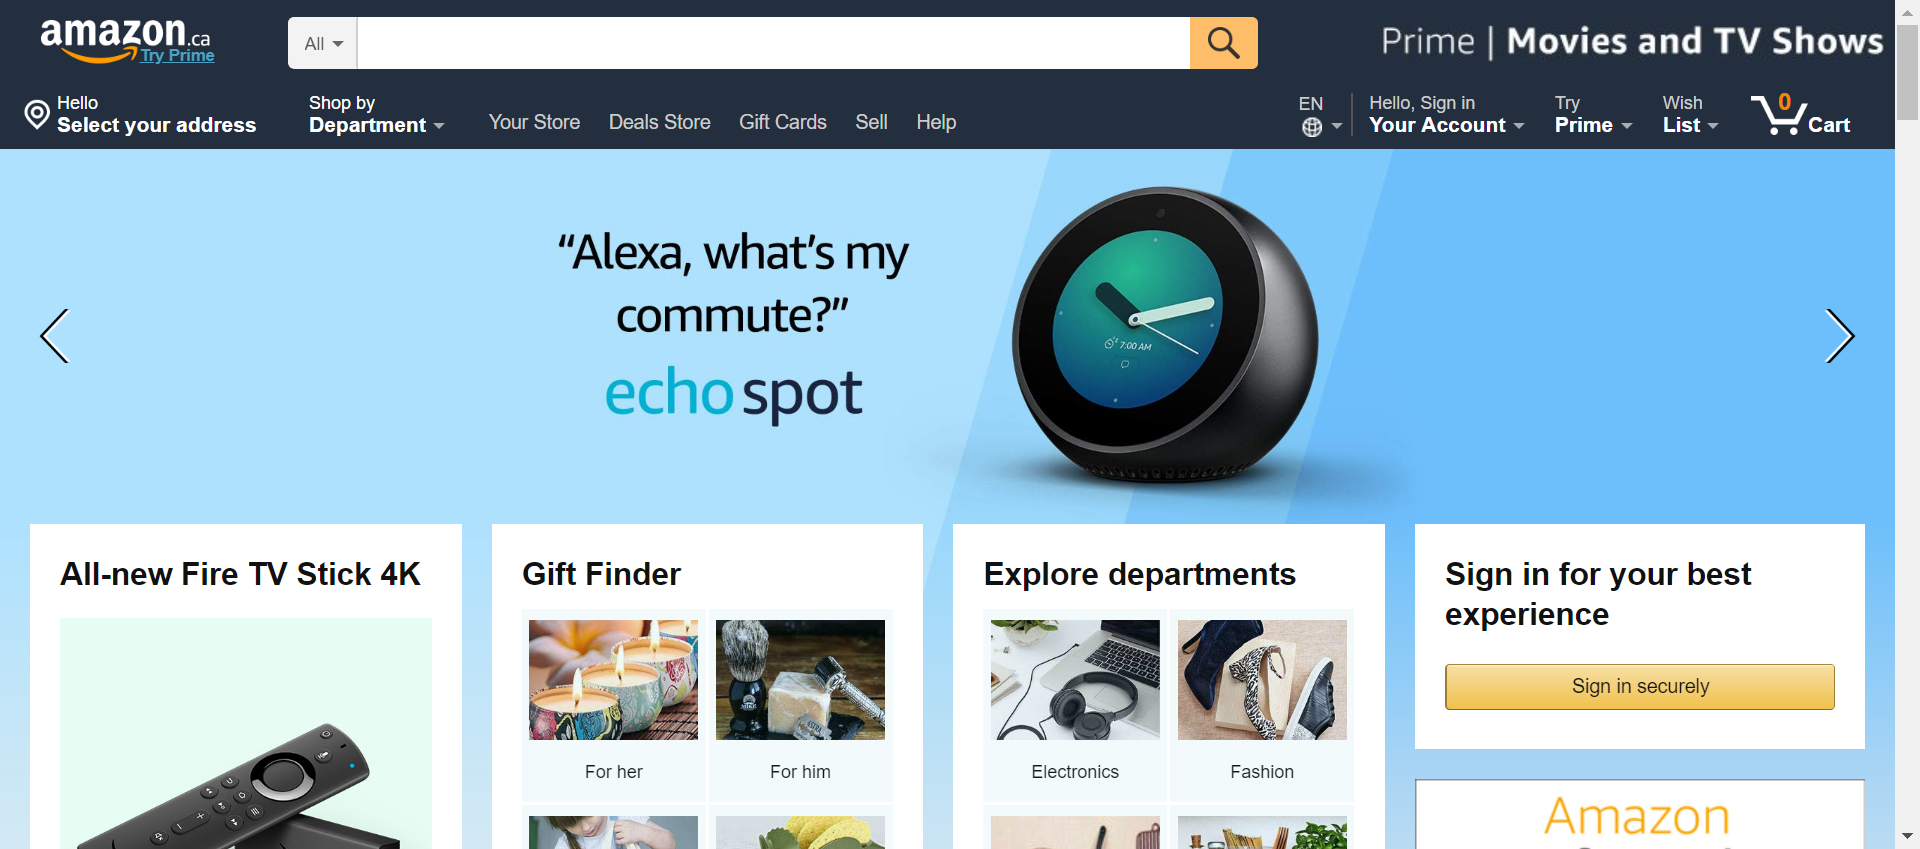 amazon.ca
Try Prime
All
Prime | Movies and TV Shows
Hello
Select your address
Shop by
Department
Your Store
Deals Store
Gift Cards
Sell
Help
EN
Hello, Sign in
Your Account
Try
Prime
Wish
List
0
Cart
“Alexa, what’s my
commute?”
echo spot
7:00 AM
All-new Fire TV Stick 4K
Gift Finder
For her
For him
Explore departments
Electronics
Fashion
Sign in for your best
experience
Sign in securely
Amazon